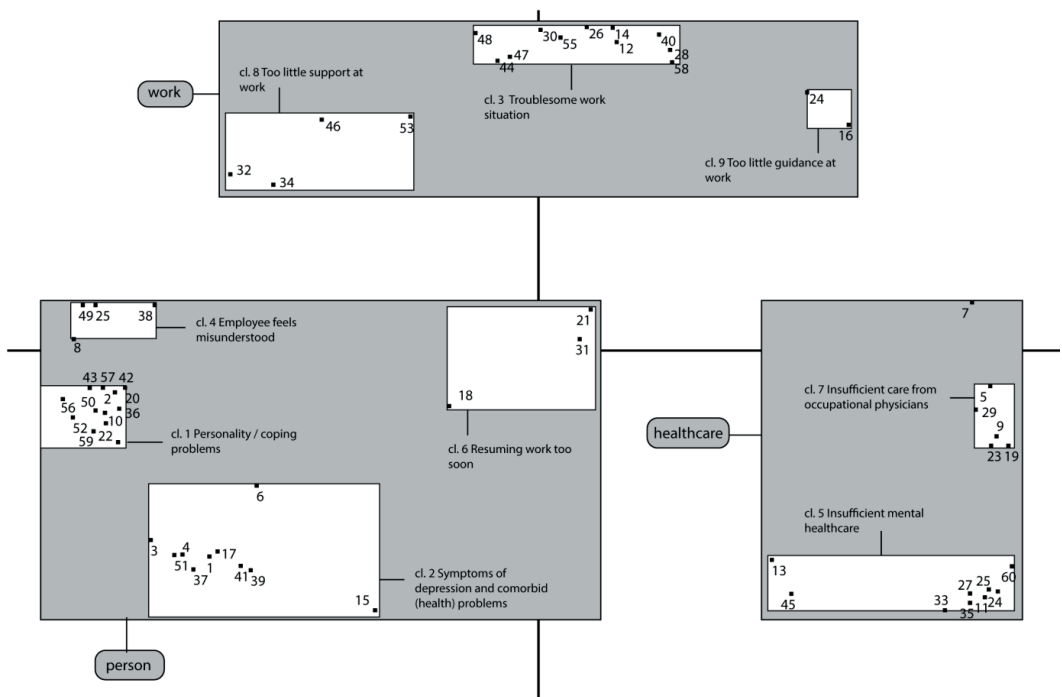 48
30
55
26
14
12
40
28
58
47
44
cl. 3 Troublesome work
situation
work
cl. 8 Too little support at
work
46
53
32
34
24
16
cl. 9 Too little guidance at
work
49 25 38
8
cl. 4 Employee feels
misunderstood
43 57 42
2 20
56 50 36
10
52 22
59
cl. 1 Personality / coping
problems
21
31
18
cl. 6 Resuming work too
soon
6
3 4 17
51 1
37 41 39
15
cl. 2 Symptoms of
depression and comorbid
(health) problems
person
7
cl. 7 Insufficient care from
occupational physicians
5
29
9
23 19
healthcare
cl. 5 Insufficient mental
healthcare
13
45
33
27 25 60
35 11 24